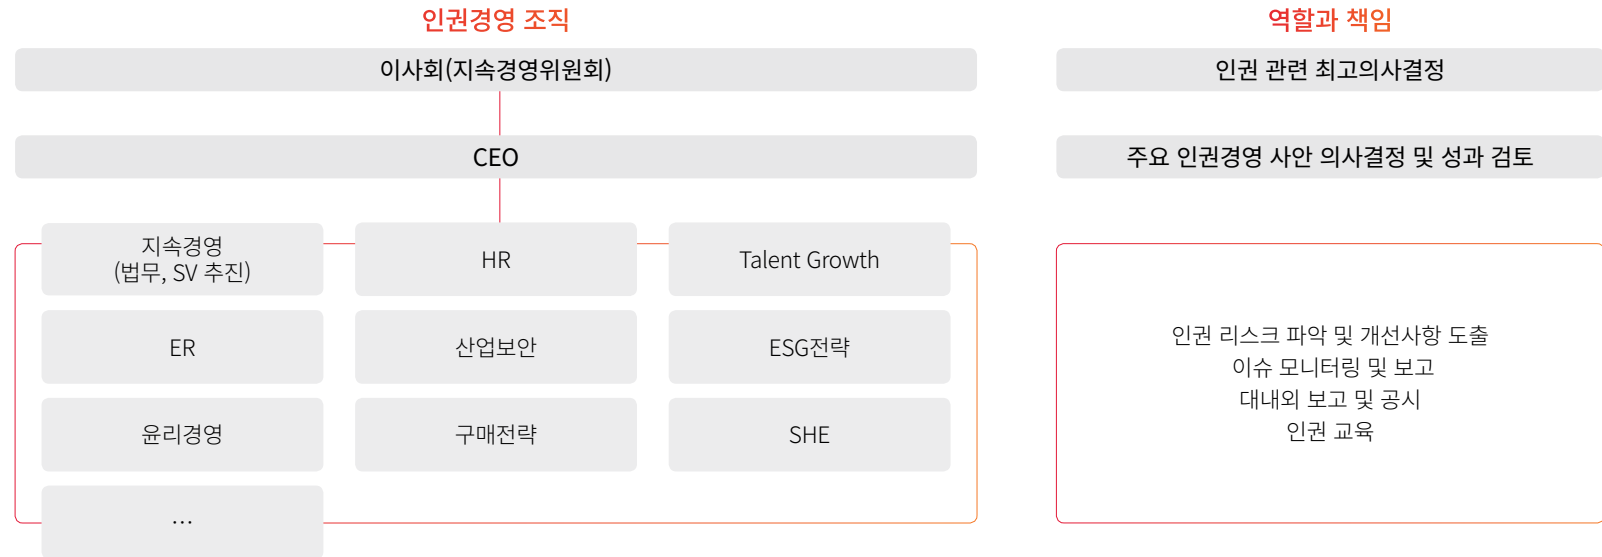 인권경영 조직
역할과 책임
이사회(지속경영위원회)
인권 관련 최고의사결정
CEO
주요 인권경영 사안 의사결정 및 성과 검토
지속경영
(법무, SV 추진)
HR
Talent Growth
ER
산업보안
ESG전략
윤리경영
구매전략
SHE
…
인권 리스크 파악 및 개선사항 도출
이슈 모니터링 및 보고
대내외 보고 및 공시
인권 교육